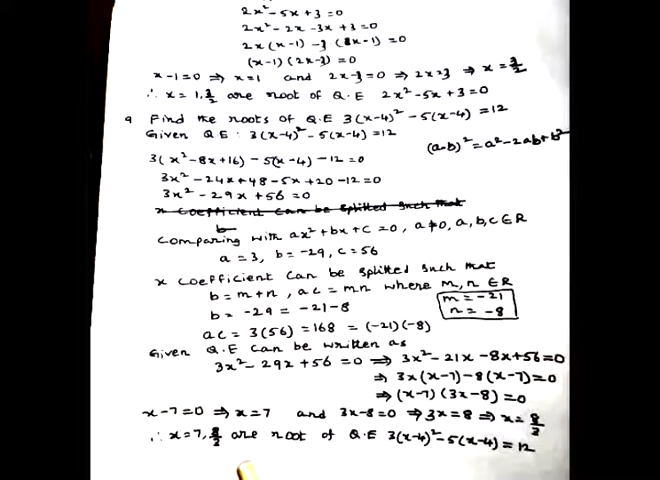 2x² - 5x + 3 = 0
2x² - 2x - 3x + 3 = 0
2x(x-1) - 3(x-1) = 0
(x-1)(2x-3) = 0
x-1=0 ⇒ x=1 and 2x-3=0 ⇒ 2x=3 ⇒ x = 3/2
∴ x = 1, 3/2 are root of Q.E 2x² - 5x + 3 = 0
9 Find the roots of Q.E 3(x-4)² - 5(x-4) = 12
Given QE : 3(x-4)² - 5(x-4) = 12
(a-b)² = a² - 2ab + b²
3(x² - 8x + 16) - 5(x-4) - 12 = 0
3x² - 24x + 48 - 5x + 20 - 12 = 0
3x² - 29x + 56 = 0
x coefficient can be splitted such that
b
Comparing with ax² + bx + c = 0, a≠0, a,b,c ∈ R
a = 3, b = -29, c = 56
x coefficient can be splitted such that
b = m+n, ac = mn where m, n ∈ R
b = -29 = -21-8
m = -21
n = -8
ac = 3(56) = 168 = (-21)(-8)
Given Q.E can be written as
3x² - 29x + 56 = 0 ⇒ 3x² - 21x - 8x + 56 = 0
⇒ 3x(x-7) - 8(x-7) = 0
⇒ (x-7)(3x-8) = 0
x-7=0 ⇒ x=7 and 3x-8=0 ⇒ 3x=8 ⇒ x = 8/3
∴ x = 7, 8/3 are root of Q.E 3(x-4)² - 5(x-4) = 12